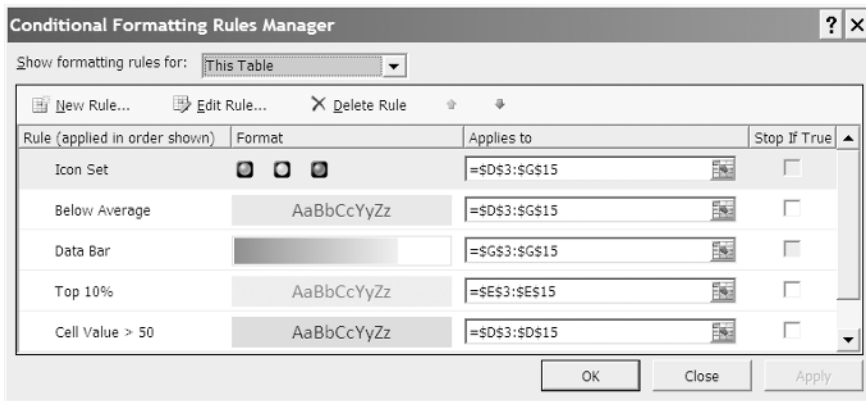 Conditional Formatting Rules Manager
Show formatting rules for: This Table
New Rule... Edit Rule... Delete Rule
Rule (applied in order shown) Format Applies to Stop If True
Icon Set =$D$3:$G$15
Below Average AaBbCcYyZz =$D$3:$G$15
Data Bar =$G$3:$G$15
Top 10% AaBbCcYyZz =$E$3:$E$15
Cell Value > 50 AaBbCcYyZz =$D$3:$D$15
OK Close Apply